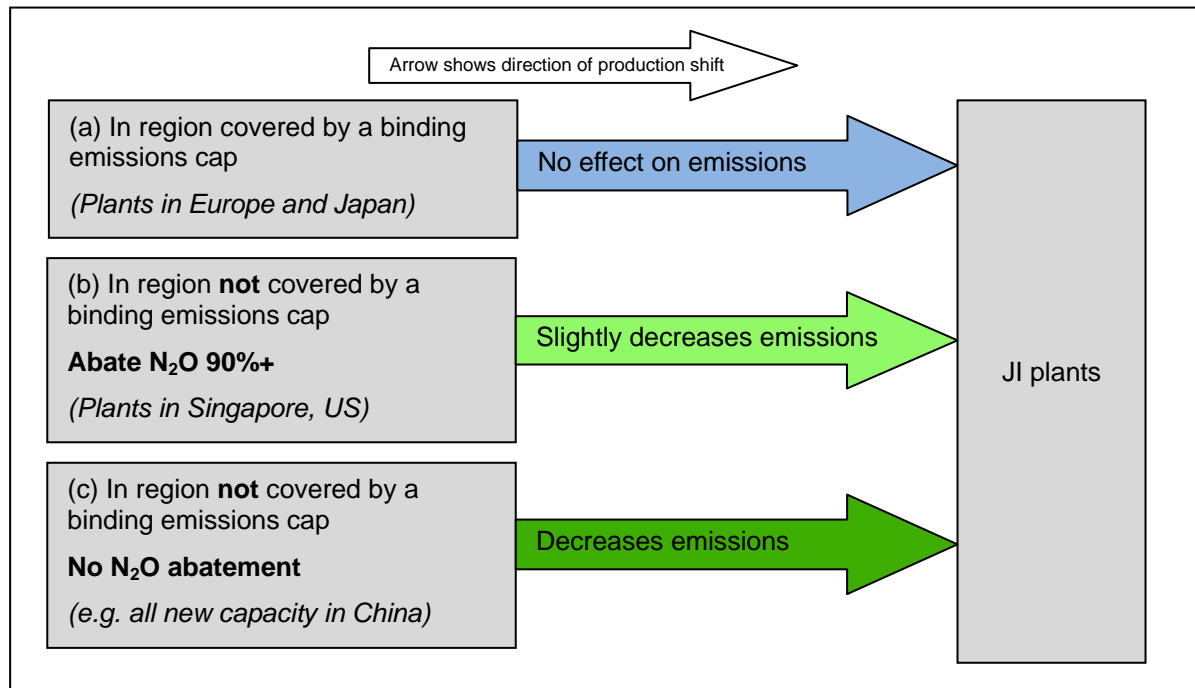 Arrow shows direction of production shift
(a) In region covered by a binding
emissions cap
(Plants in Europe and Japan)
No effect on emissions
(b) In region not covered by a
binding emissions cap
Abate N₂O 90%+
(Plants in Singapore, US)
Slightly decreases emissions
(c) In region not covered by a
binding emissions cap
No N₂O abatement
(e.g. all new capacity in China)
Decreases emissions
JI plants